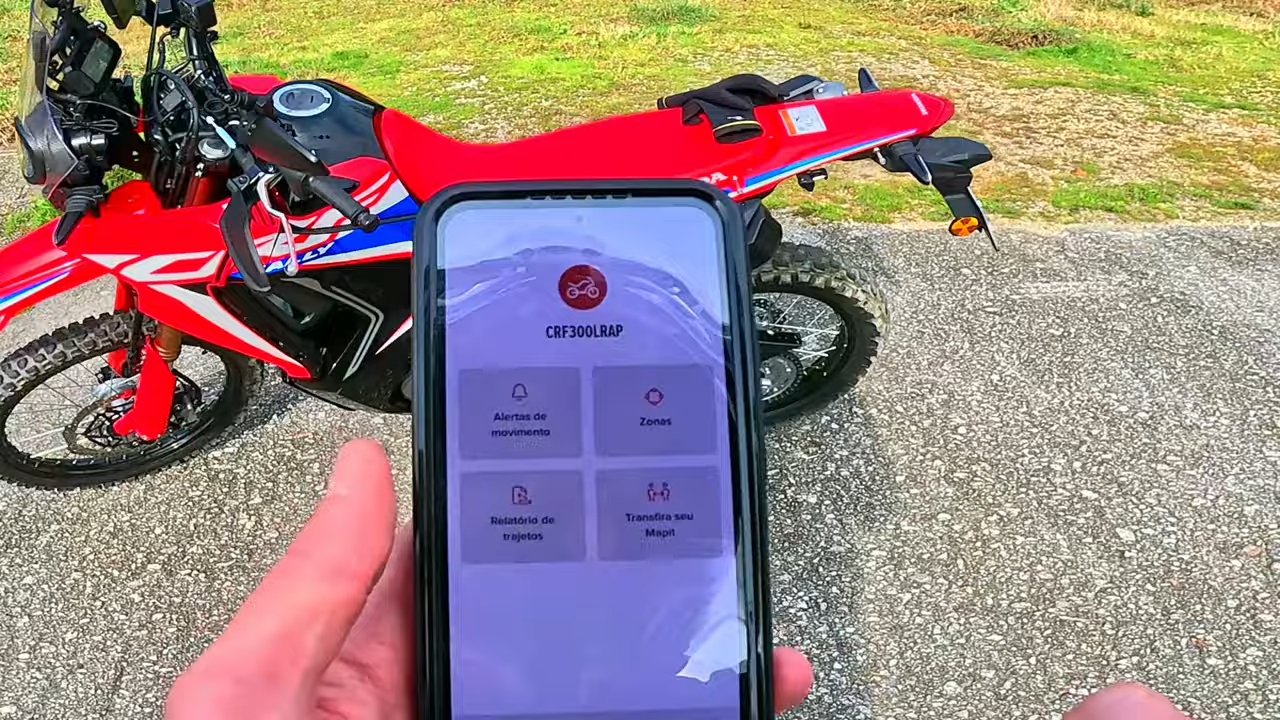 CRF300LRAP
Alertas de
movimento
Zonas
Relatório de
trajetos
Transfira seu
Mapit